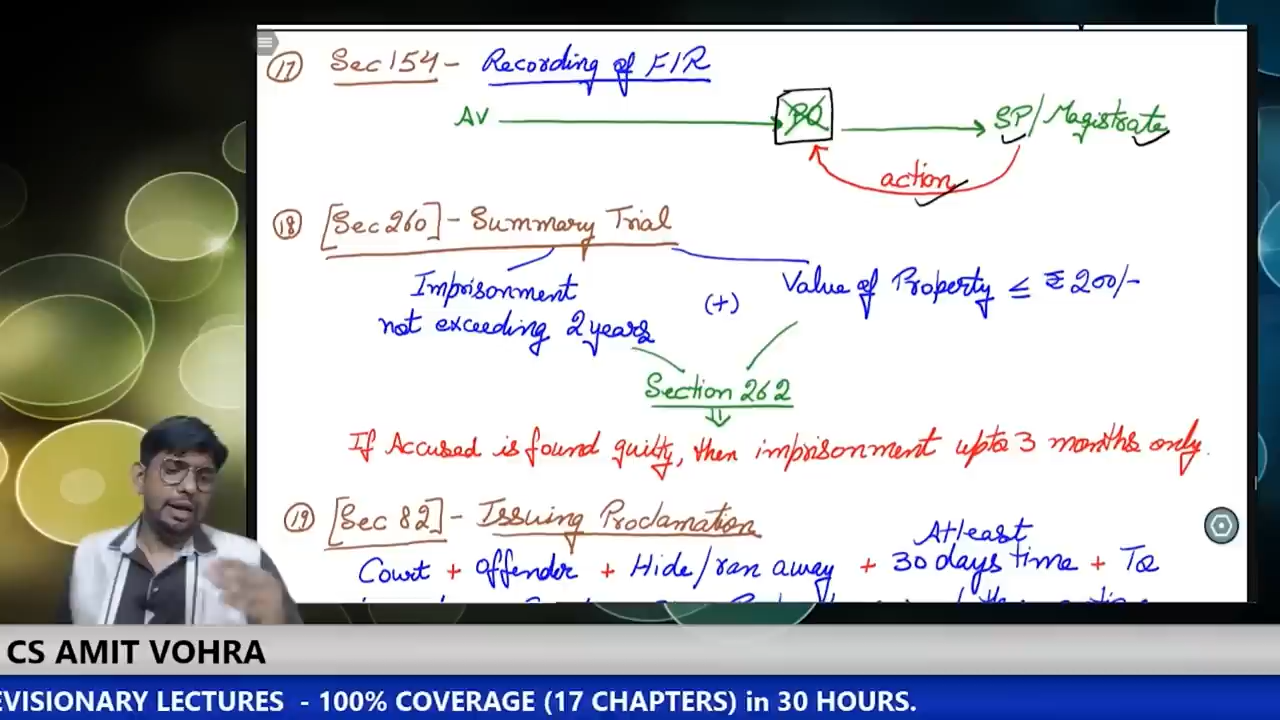 17 Sec 154 - Recording of FIR
AV PO SP/Magistrate
action
18 [Sec 260] - Summary Trial
Imprisonment not exceeding 2 years (+) Value of Property ≤ ₹200/-
Section 262
If Accused is found guilty, then imprisonment upto 3 months only.
19 [Sec 82] - Issuing Proclamation
Atleast
Court + offender + Hide/ran away + 30 days time + To
CS AMIT VOHRA
EVISIONARY LECTURES - 100% COVERAGE (17 CHAPTERS) in 30 HOURS.